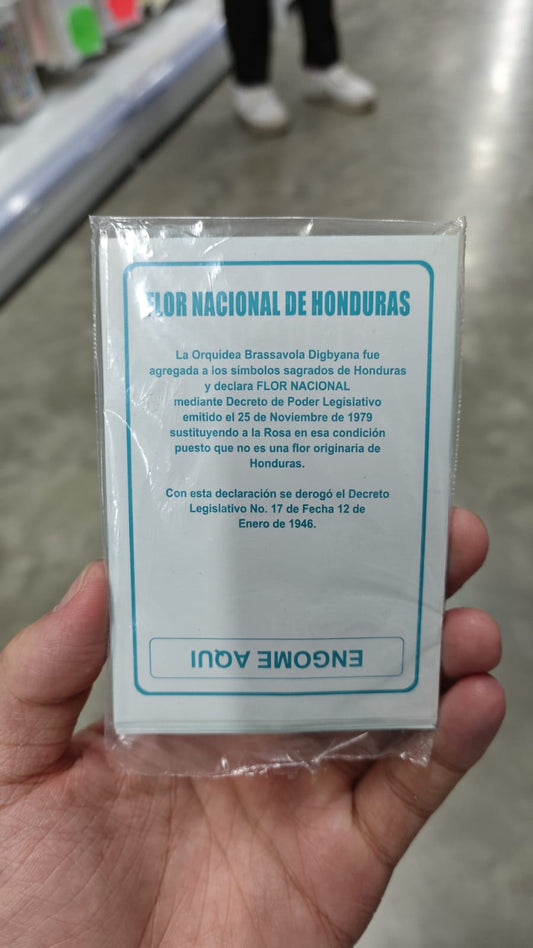 FLOR NACIONAL DE HONDURAS
La Orquídea Brassavola Digbyana fue
agregada a los símbolos sagrados de Honduras
y declara FLOR NACIONAL
mediante Decreto de Poder Legislativo
emitido el 25 de Noviembre de 1979
sustituyendo a la Rosa en esa condición
puesto que no es una flor originaria de
Honduras.
Con esta declaración se derogó el Decreto
Legislativo No. 17 de Fecha 12 de
Enero de 1946.
ENGOME AQUI